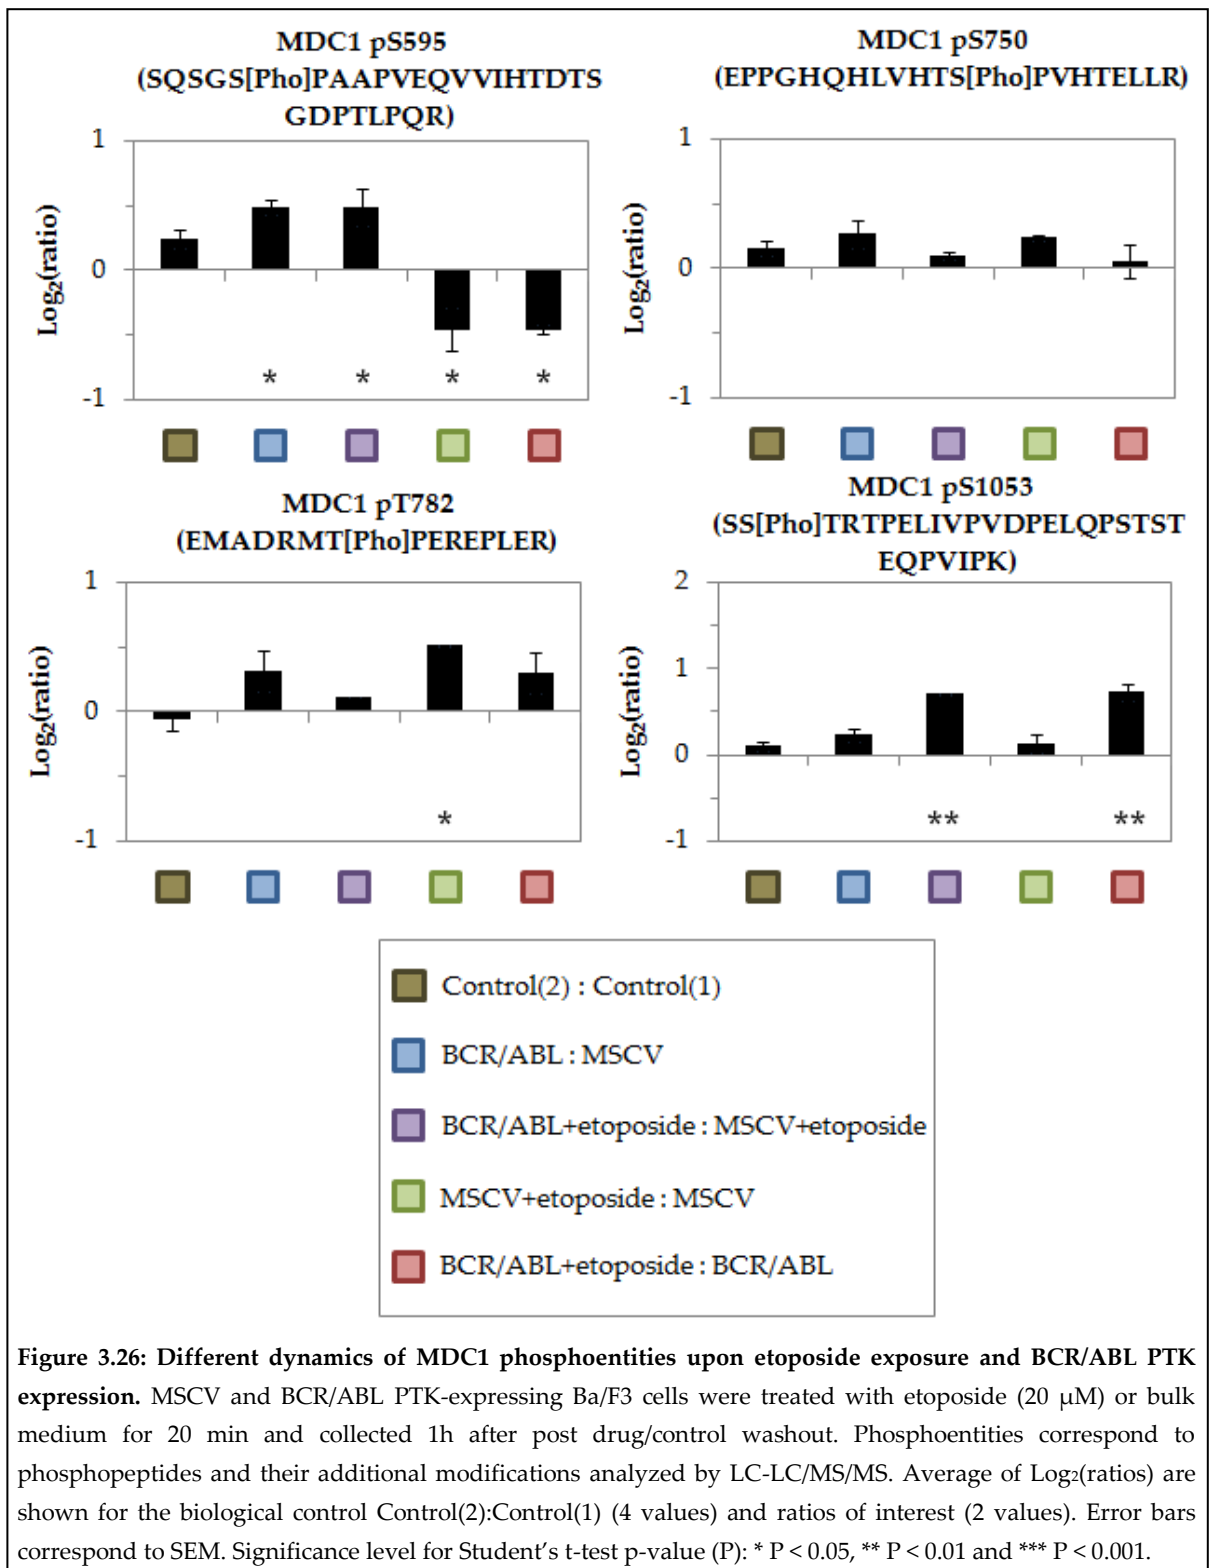 MDC1 pS595
(SQSGS[Pho]PAAPVEQVVIHTDTS
GDPTLPQR)
1
0
-1
Log2(ratio)
* * * *
MDC1 pS750
(EPPGHQHLVHTS[Pho]PVHTELLR)
1
0
-1
Log2(ratio)
MDC1 pT782
(EMADRMT[Pho]PEREPLER)
1
0
-1
Log2(ratio)
*
MDC1 pS1053
(SS[Pho]TRTPELIVPVDPELQPSTST
EQPVIPK)
2
1
0
-1
Log2(ratio)
** **
Control(2) : Control(1)
BCR/ABL : MSCV
BCR/ABL+etoposide : MSCV+etoposide
MSCV+etoposide : MSCV
BCR/ABL+etoposide : BCR/ABL
Figure 3.26: Different dynamics of MDC1 phosphoentities upon etoposide exposure and BCR/ABL PTK
expression. MSCV and BCR/ABL PTK-expressing Ba/F3 cells were treated with etoposide (20 μM) or bulk
medium for 20 min and collected 1h after post drug/control washout. Phosphoentities correspond to
phosphopeptides and their additional modifications analyzed by LC-LC/MS/MS. Average of Log2(ratios) are
shown for the biological control Control(2):Control(1) (4 values) and ratios of interest (2 values). Error bars
correspond to SEM. Significance level for Student's t-test p-value (P): * P < 0.05, ** P < 0.01 and *** P < 0.001.